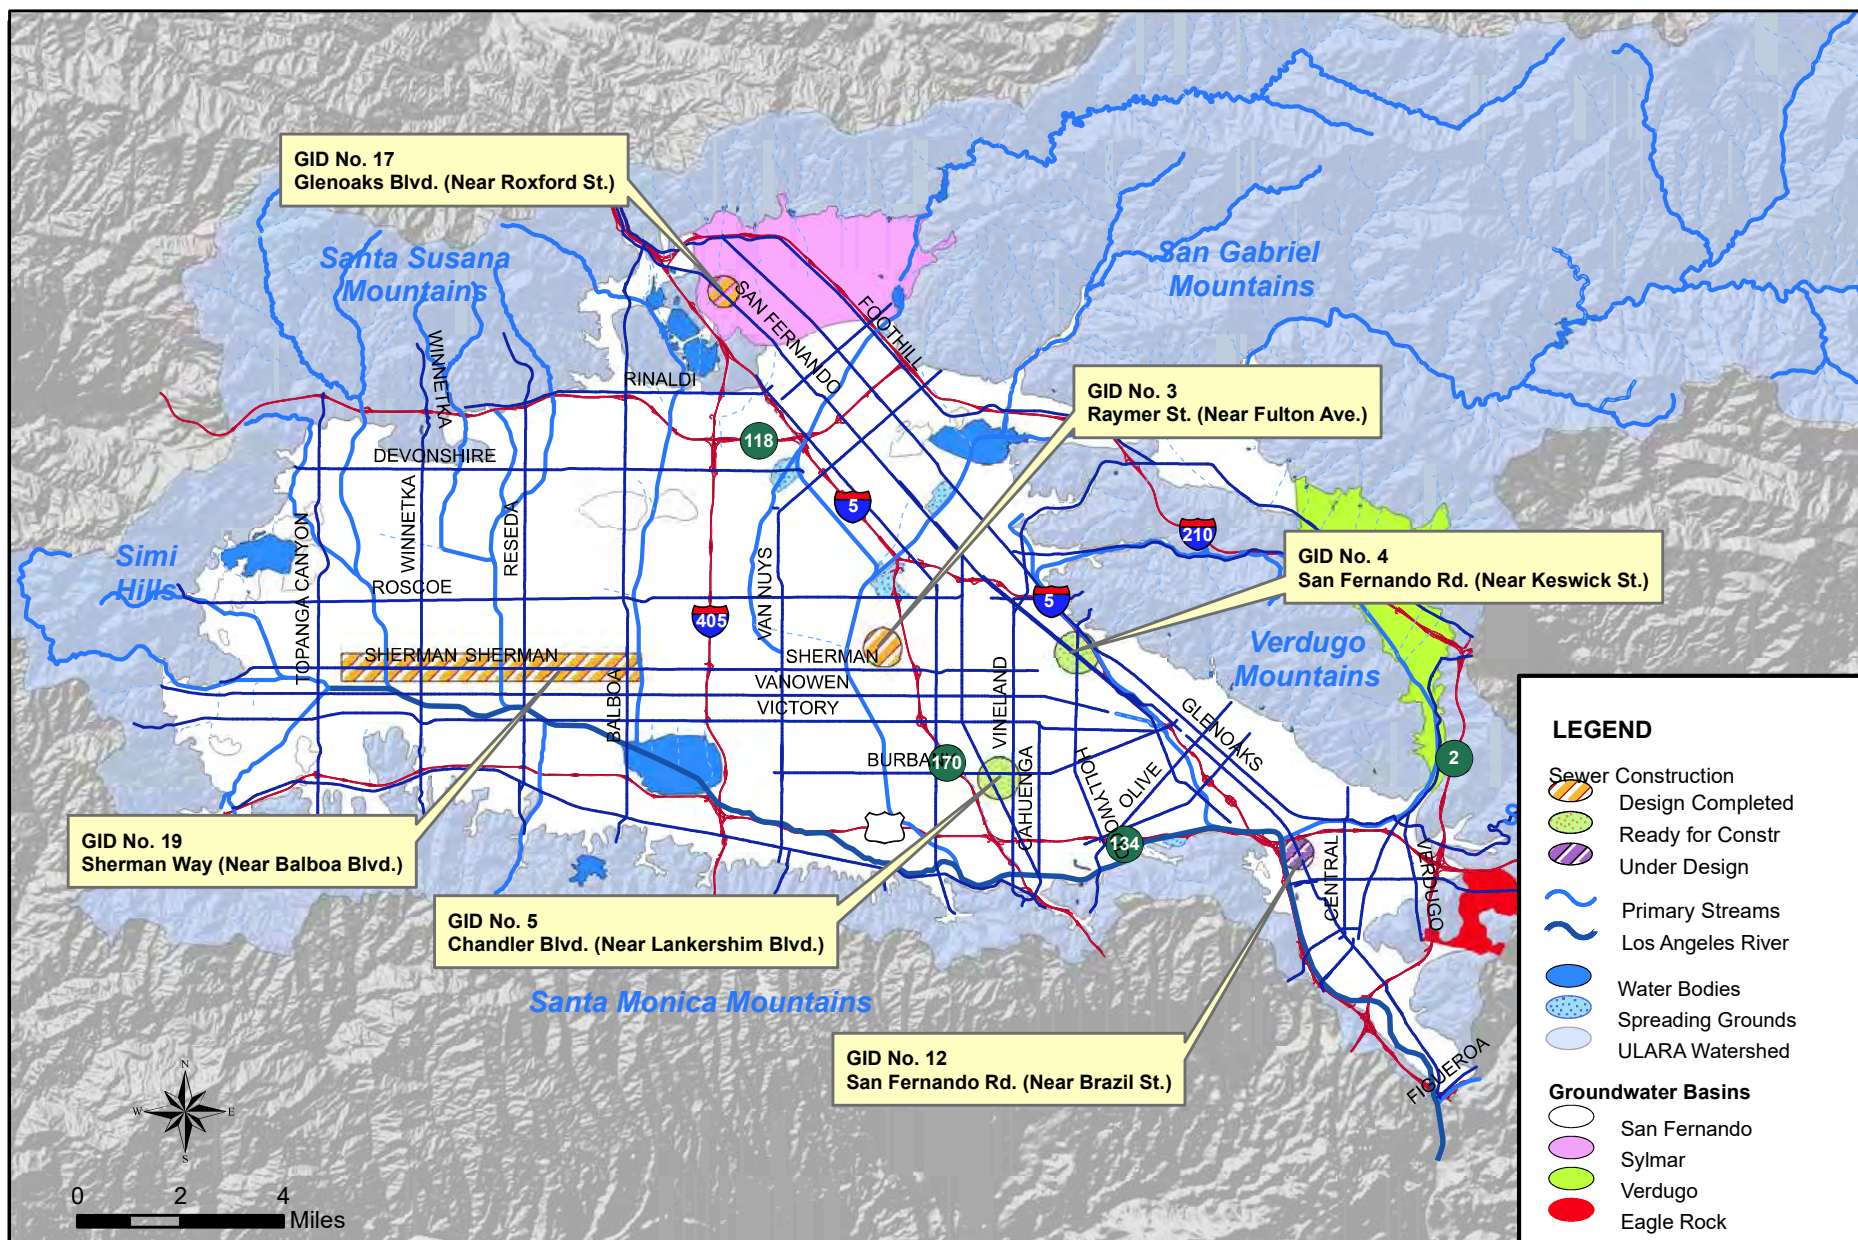 GID No. 17
Glenoaks Blvd. (Near Roxford St.)
Santa Susana
Mountains
San Gabriel
Mountains
SAN FERNANDO
FOOTHILL
WINNETKA
RINALDI
GID No. 3
Raymer St. (Near Fulton Ave.)
118
DEVONSHIRE
5
210
Simi
Hills
TOPANGA CANYON
WINNETKA
RESEDA
VAN NUYS
GID No. 4
San Fernando Rd. (Near Keswick St.)
ROSCOE
5
405
Verdugo
Mountains
SHERMAN SHERMAN
SHERMAN
VANOWEN
VICTORY
BALBOA
VINELAND
GLENOAKS
BURBANK
170
CAHUENGA
HOLLYWOOD
OLIVE
2
134
CENTRAL
VERDUGO
GID No. 19
Sherman Way (Near Balboa Blvd.)
GID No. 5
Chandler Blvd. (Near Lankershim Blvd.)
Santa Monica Mountains
GID No. 12
San Fernando Rd. (Near Brazil St.)
FIGUEROA
N
W
E
S
0 2 4
Miles
LEGEND
Sewer Construction
Design Completed
Ready for Constr
Under Design
Primary Streams
Los Angeles River
Water Bodies
Spreading Grounds
ULARA Watershed
Groundwater Basins
San Fernando
Sylmar
Verdugo
Eagle Rock